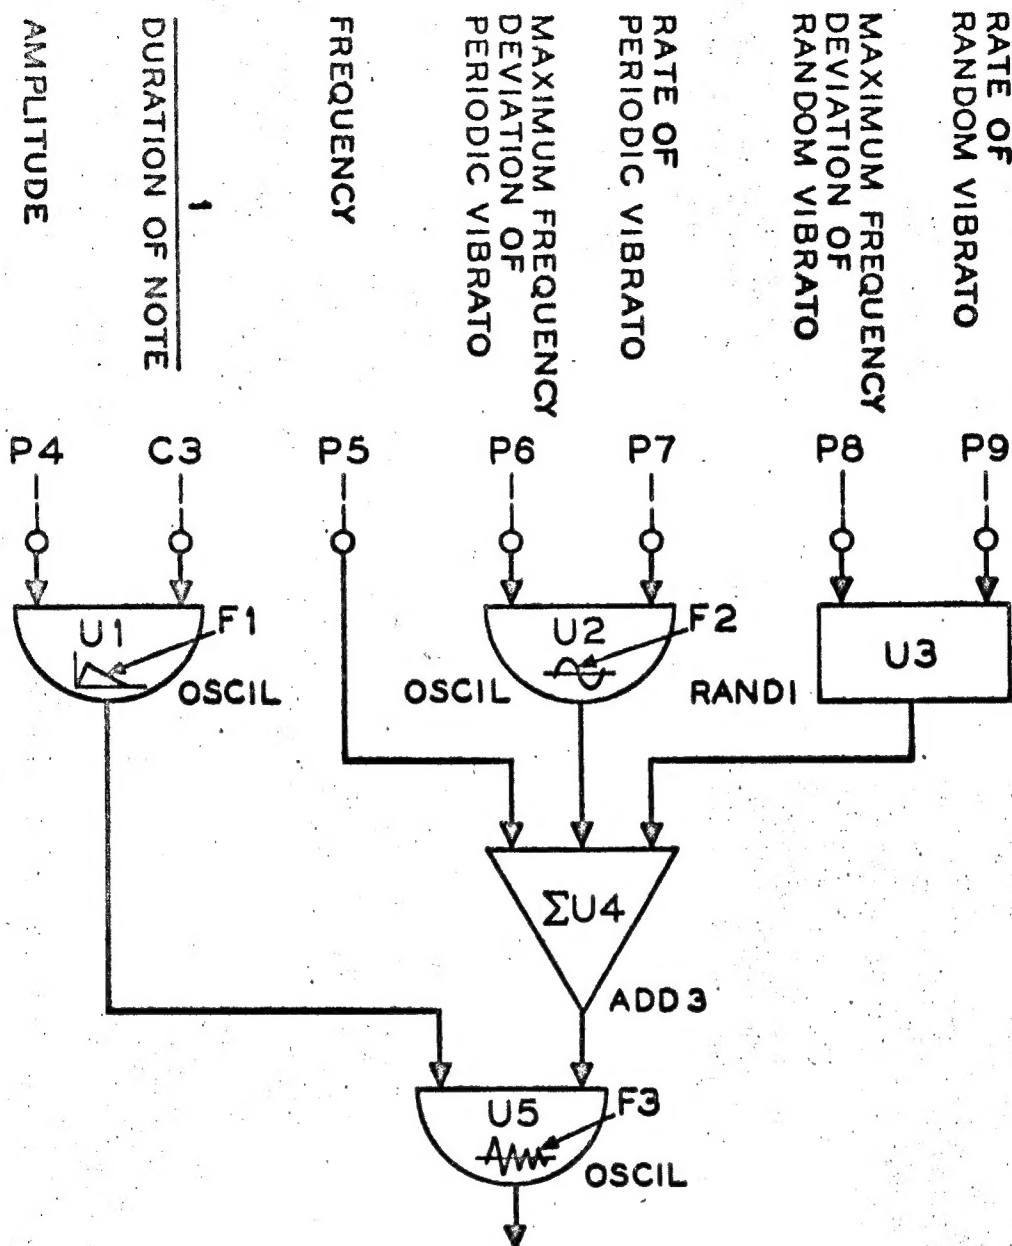 AMPLITUDE
1
DURATION OF NOTE
FREQUENCY
MAXIMUM FREQUENCY
DEVIATION OF
PERIODIC VIBRATO
RATE OF
PERIODIC VIBRATO
MAXIMUM FREQUENCY
DEVIATION OF
RANDOM VIBRATO
RATE OF
RANDOM VIBRATO
P4 C3 P5 P6 P7 P8 P9
U1 F1 U2 F2 U3
OSCIL OSCIL RANDI
ΣU4
ADD3
U5 F3
OSCIL